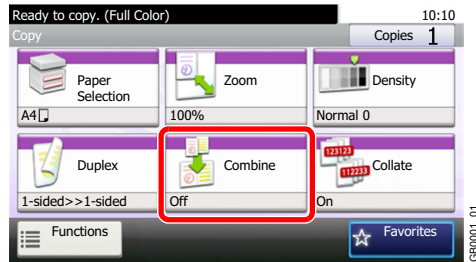 Ready to copy. (Full Color) 10:10
Copy Copies 1
Paper
Selection
A4
Zoom
100%
Density
Normal 0
Duplex
1-sided>>1-sided
Combine
Off
123123
112233
Collate
On
Functions
Favorites
GB0001_01